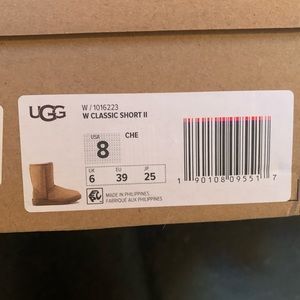 UGG
W / 1016223
W CLASSIC SHORT II
USA
8
CHE
UK
6
EU
39
JP
25
MADE IN PHILIPPINES
FABRIQUÉ AUX PHILIPPINES
1 90108 09551 7